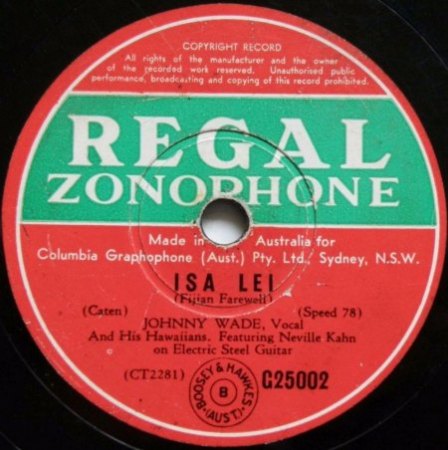 COPYRIGHT RECORD
All rights of the manufacturer and the owner
of the recorded work reserved. Unauthorised public
performance, broadcasting and copying of this record prohibited.
REGAL
ZONOPHONE
Made in Australia for
Columbia Graphophone (Aust.) Pty. Ltd., Sydney, N.S.W.
ISA LEI
(Fijian Farewell)
(Caten) (Speed 78)
JOHNNY WADE, Vocal
And His Hawaiians. Featuring Neville Kahn
on Electric Steel Guitar
(CT2281) G25002
BOOSEY & HAWKES
8
(AUST.)